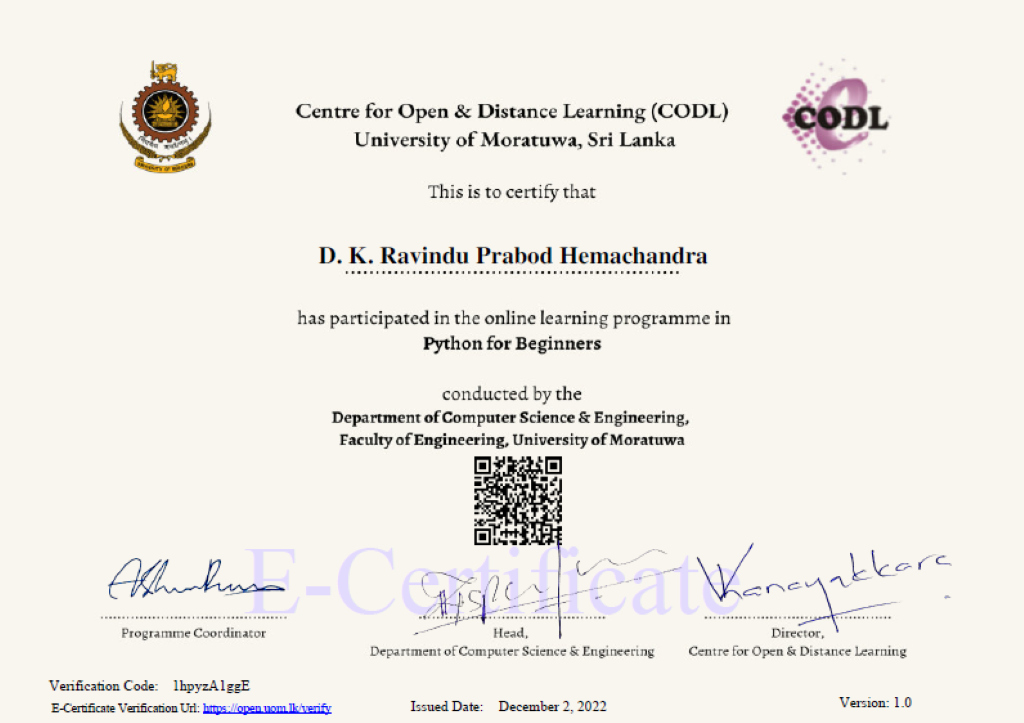 Centre for Open & Distance Learning (CODL)
University of Moratuwa, Sri Lanka
CODL
This is to certify that
D. K. Ravindu Prabod Hemachandra
has participated in the online learning programme in
Python for Beginners
conducted by the
Department of Computer Science & Engineering,
Faculty of Engineering, University of Moratuwa
E-Certificate
Programme Coordinator
Head,
Department of Computer Science & Engineering
Director,
Centre for Open & Distance Learning
Verification Code: 1hpyzA1ggE
E-Certificate Verification Url: https://open.uom.lk/verify
Issued Date: December 2, 2022
Version: 1.0